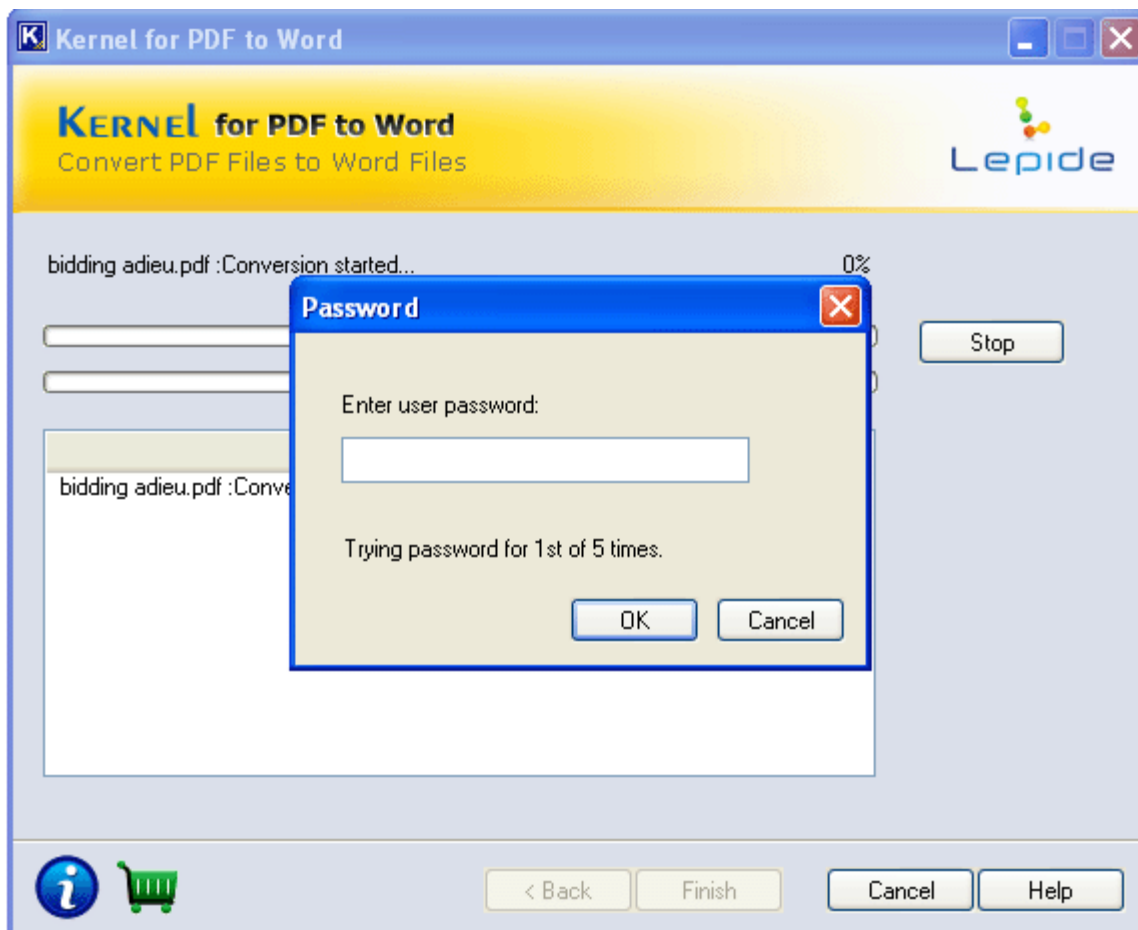 Kernel for PDF to Word
KERNEl for PDF to Word
Convert PDF Files to Word Files
Lepide
bidding adieu.pdf :Conversion started... 0%
Password
Stop
Enter user password:
bidding adieu.pdf :Conve
Trying password for 1st of 5 times.
OK Cancel
< Back Finish Cancel Help